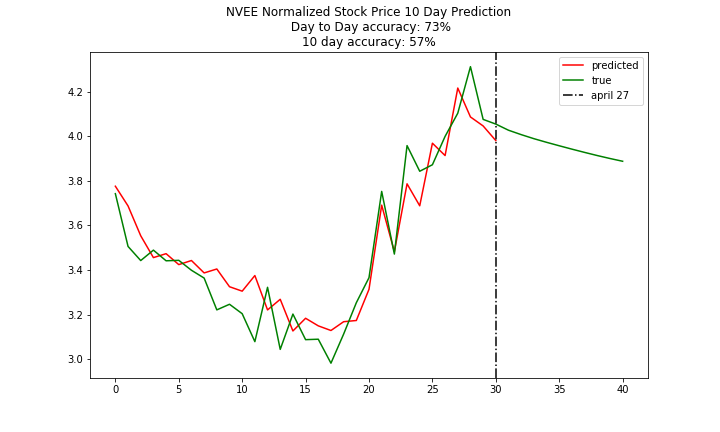 NVEE Normalized Stock Price 10 Day Prediction
Day to Day accuracy: 73%
10 day accuracy: 57%
predicted
true
april 27
4.2
4.0
3.8
3.6
3.4
3.2
3.0
0 5 10 15 20 25 30 35 40